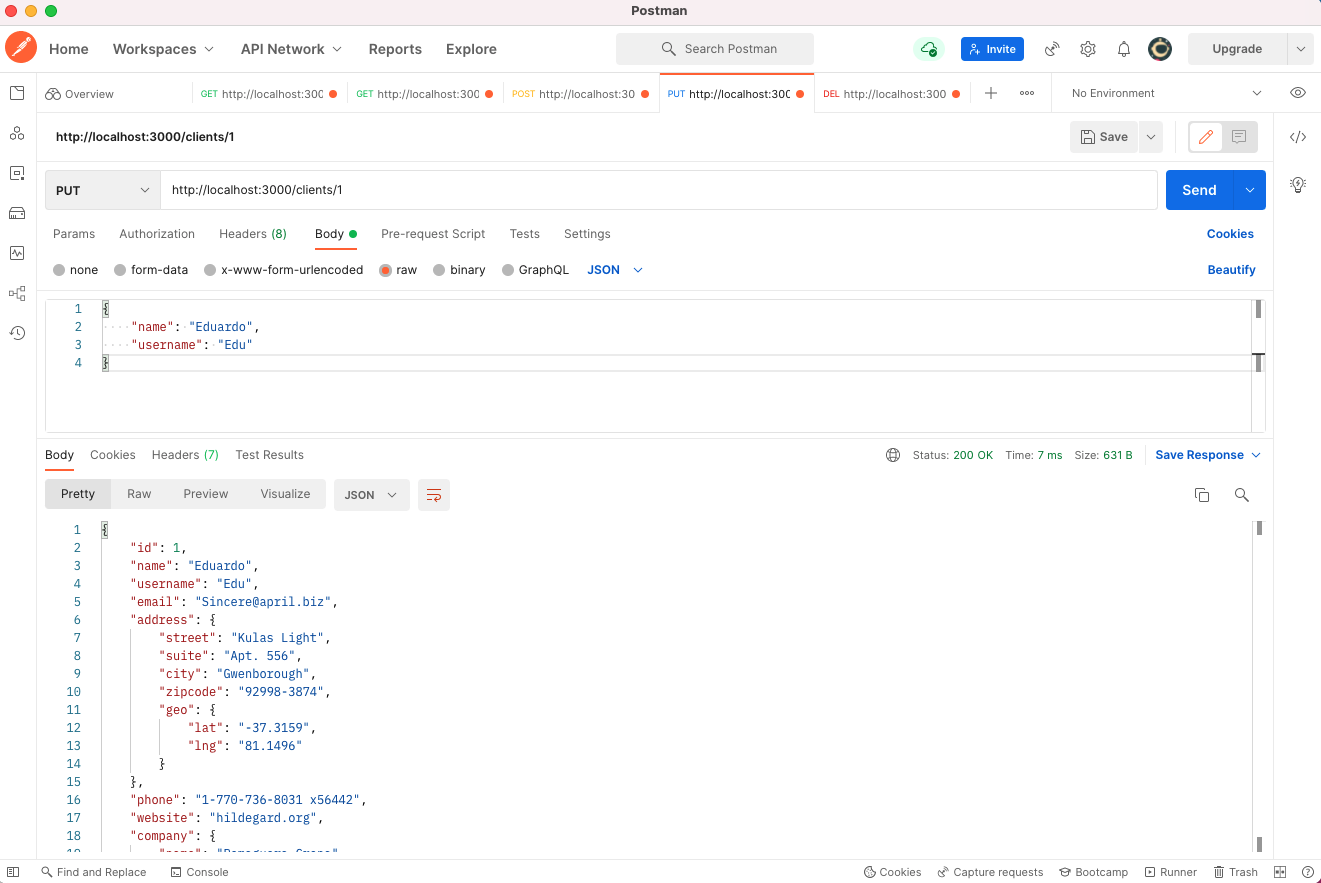 Postman
Home Workspaces API Network Reports Explore Search Postman Invite Upgrade
Overview GET http://localhost:300 GET http://localhost:300 POST http://localhost:30 PUT http://localhost:300 DEL http://localhost:300 No Environment
http://localhost:3000/clients/1 Save
PUT http://localhost:3000/clients/1 Send
Params Authorization Headers (8) Body Pre-request Script Tests Settings Cookies
none form-data x-www-form-urlencoded raw binary GraphQL JSON Beautify
1 {
2 "name": "Eduardo",
3 "username": "Edu"
4 }
Body Cookies Headers (7) Test Results Status: 200 OK Time: 7 ms Size: 631 B Save Response
Pretty Raw Preview Visualize JSON
1 {
2 "id": 1,
3 "name": "Eduardo",
4 "username": "Edu",
5 "email": "Sincere@april.biz",
6 "address": {
7 "street": "Kulas Light",
8 "suite": "Apt. 556",
9 "city": "Gwenborough",
10 "zipcode": "92998-3874",
11 "geo": {
12 "lat": "-37.3159",
13 "lng": "81.1496"
14 }
15 },
16 "phone": "1-770-736-8031 x56442",
17 "website": "hildegard.org",
18 "company": {
Find and Replace Console Cookies Capture requests Bootcamp Runner Trash